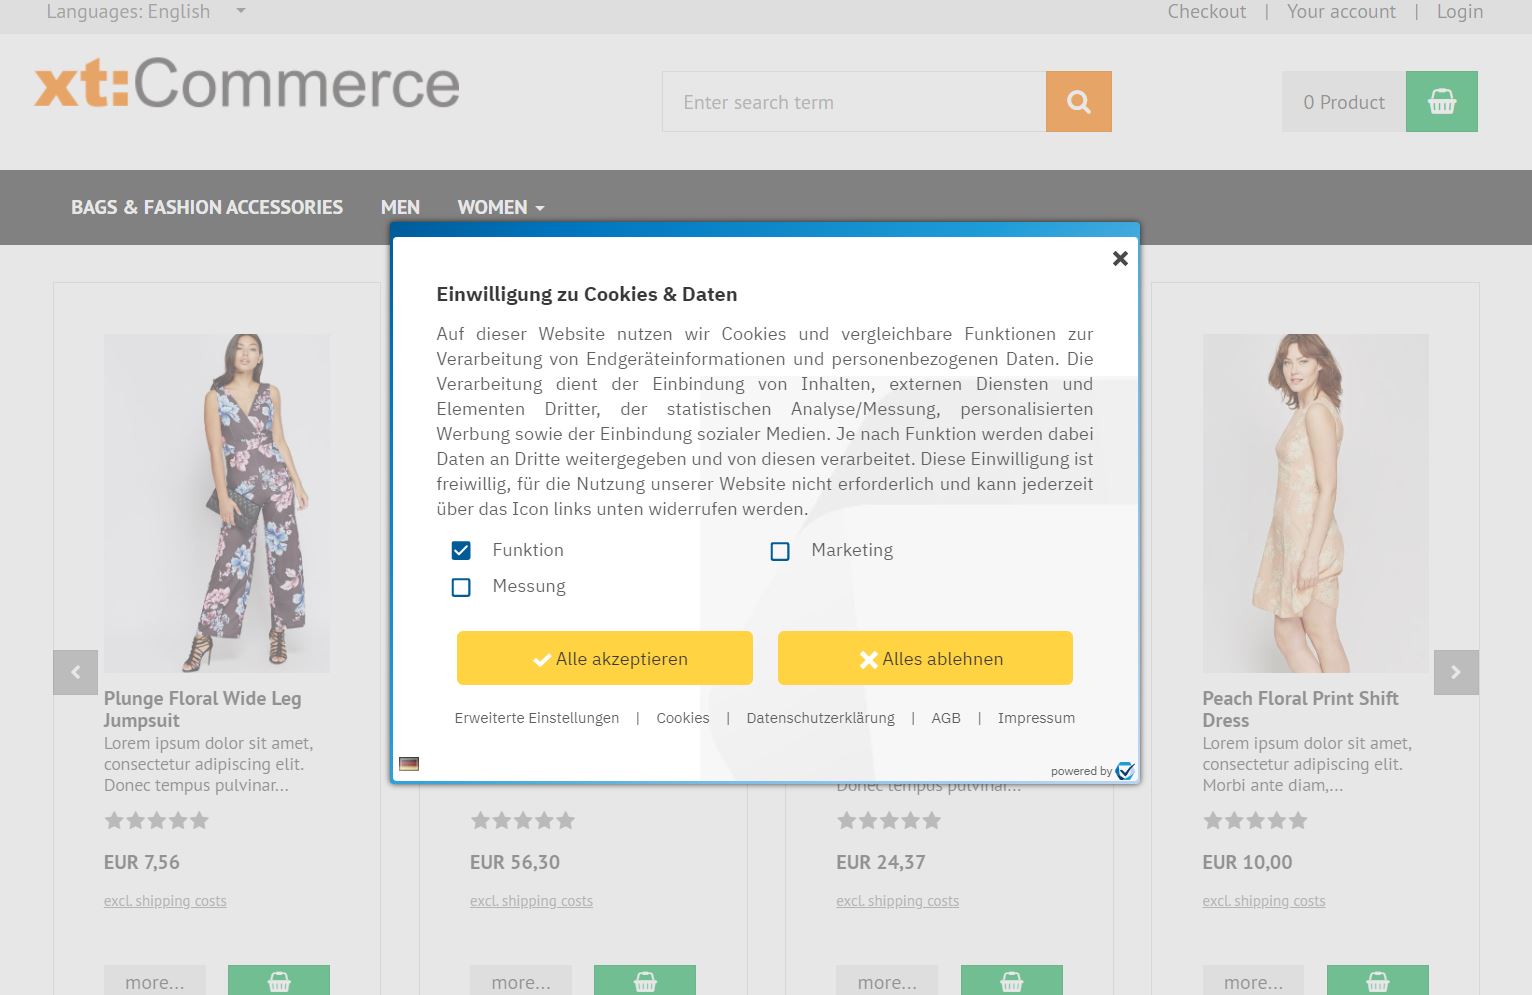 Languages: English
Checkout | Your account | Login
xt:Commerce
Enter search term
0 Product
BAGS & FASHION ACCESSORIES MEN WOMEN
Einwilligung zu Cookies & Daten
Auf dieser Website nutzen wir Cookies und vergleichbare Funktionen zur
Verarbeitung von Endgeräteinformationen und personenbezogenen Daten. Die
Verarbeitung dient der Einbindung von Inhalten, externen Diensten und
Elementen Dritter, der statistischen Analyse/Messung, personalisierten
Werbung sowie der Einbindung sozialer Medien. Je nach Funktion werden dabei
Daten an Dritte weitergegeben und von diesen verarbeitet. Diese Einwilligung ist
freiwillig, für die Nutzung unserer Website nicht erforderlich und kann jederzeit
über das Icon links unten widerrufen werden.
Funktion
Marketing
Messung
Alle akzeptieren
Alles ablehnen
Erweiterte Einstellungen | Cookies | Datenschutzerklärung | AGB | Impressum
powered by
Plunge Floral Wide Leg
Jumpsuit
Lorem ipsum dolor sit amet,
consectetur adipiscing elit.
Donec tempus pulvinar...
EUR 7,56
excl. shipping costs
more...
EUR 56,30
excl. shipping costs
more...
Donec tempus pulvinar...
EUR 24,37
excl. shipping costs
more...
Peach Floral Print Shift
Dress
Lorem ipsum dolor sit amet,
consectetur adipiscing elit.
Morbi ante diam,...
EUR 10,00
excl. shipping costs
more...